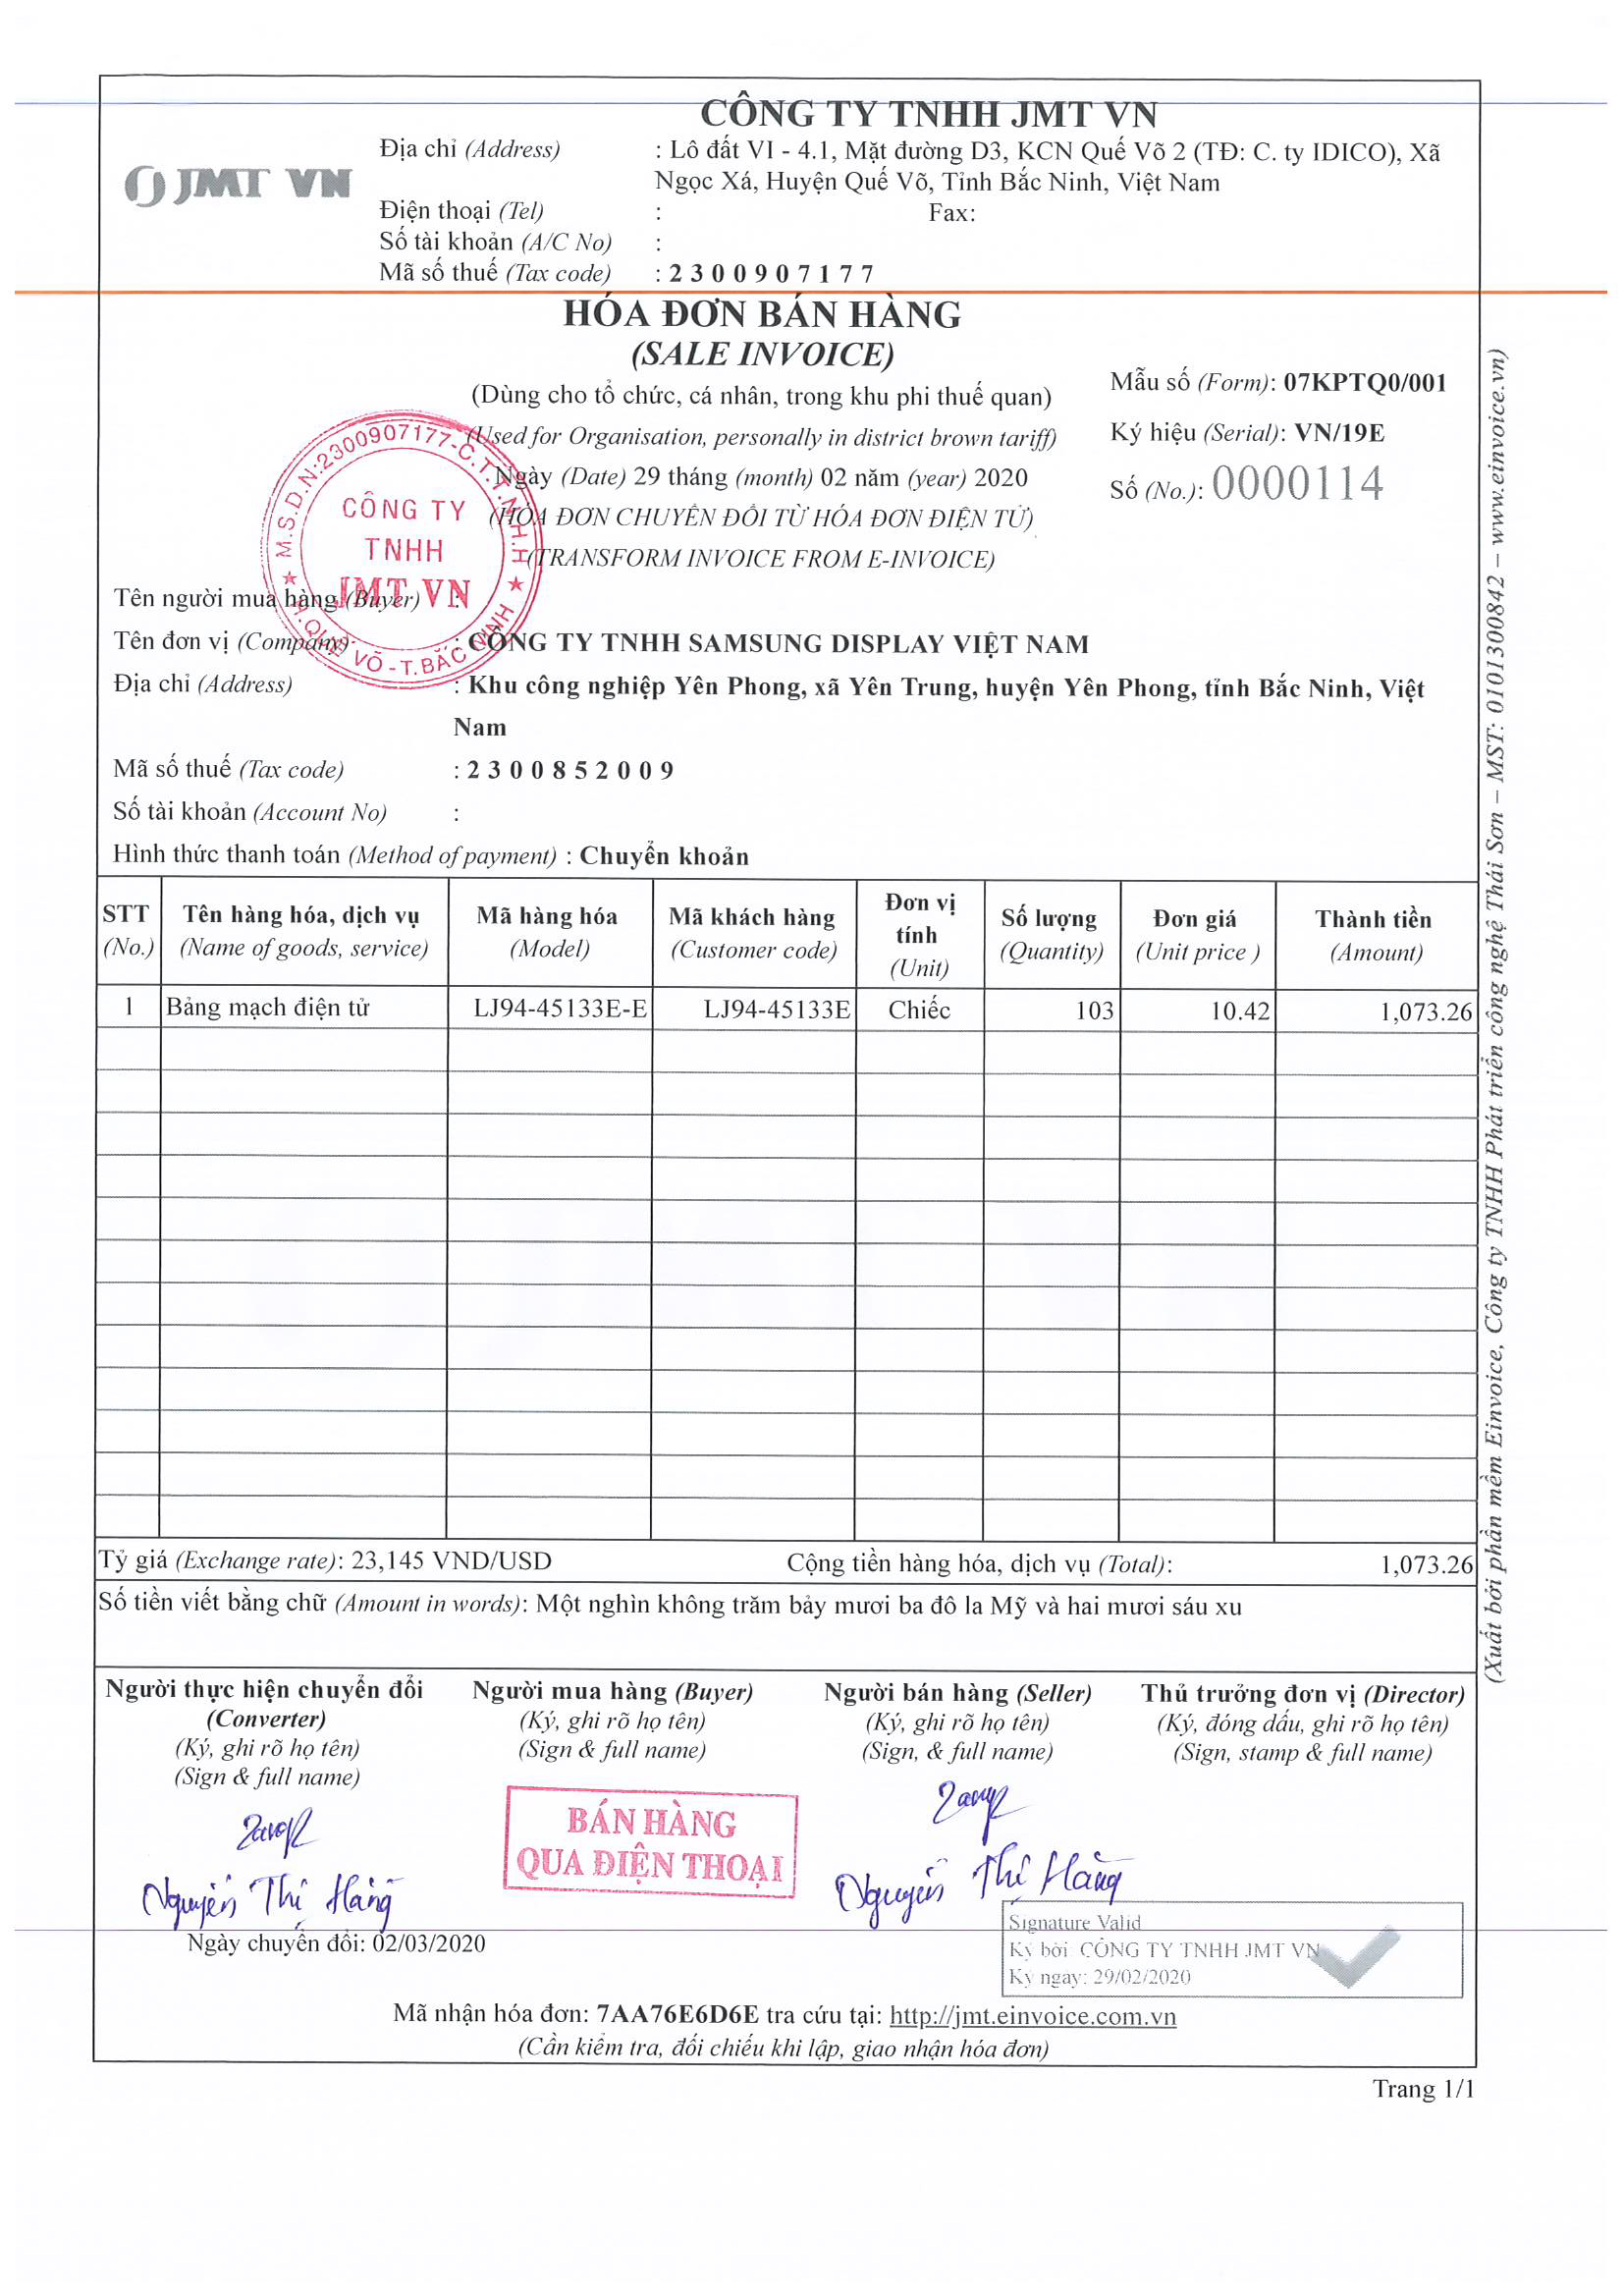 CÔNG TY TNHH JMT VN
JMT VN
Địa chỉ (Address) : Lô đất VI - 4.1, Mặt đường D3, KCN Quế Võ 2 (TĐ: C. ty IDICO), Xã
Ngọc Xá, Huyện Quế Võ, Tỉnh Bắc Ninh, Việt Nam
Điện thoại (Tel) : Fax:
Số tài khoản (A/C No) :
Mã số thuế (Tax code) : 2 3 0 0 9 0 7 1 7 7
HÓA ĐƠN BÁN HÀNG
(SALE INVOICE)
(Dùng cho tổ chức, cá nhân, trong khu phi thuế quan)
(Used for Organisation, personally in district brown tariff)
Ngày (Date) 29 tháng (month) 02 năm (year) 2020
(HÓA ĐƠN CHUYỂN ĐỔI TỪ HÓA ĐƠN ĐIỆN TỬ)
(TRANSFORM INVOICE FROM E-INVOICE)
Mẫu số (Form): 07KPTQ0/001
Ký hiệu (Serial): VN/19E
Số (No.): 0000114
M.S.D.N:2300907177-C.T.T.N.H.H
CÔNG TY
TNHH
JMT VN
H.QUẾ VÕ - T.BẮC NINH
Tên người mua hàng (Buyer) :
Tên đơn vị (Company) : CÔNG TY TNHH SAMSUNG DISPLAY VIỆT NAM
Địa chỉ (Address) : Khu công nghiệp Yên Phong, xã Yên Trung, huyện Yên Phong, tỉnh Bắc Ninh, Việt
Nam
Mã số thuế (Tax code) : 2 3 0 0 8 5 2 0 0 9
Số tài khoản (Account No) :
Hình thức thanh toán (Method of payment) : Chuyển khoản
STT (No.) Tên hàng hóa, dịch vụ (Name of goods, service) Mã hàng hóa (Model) Mã khách hàng (Customer code) Đơn vị tính (Unit) Số lượng (Quantity) Đơn giá (Unit price ) Thành tiền (Amount)
1 Bảng mạch điện tử LJ94-45133E-E LJ94-45133E Chiếc 103 10.42 1,073.26
Tỷ giá (Exchange rate): 23,145 VND/USD Cộng tiền hàng hóa, dịch vụ (Total): 1,073.26
Số tiền viết bằng chữ (Amount in words): Một nghìn không trăm bảy mươi ba đô la Mỹ và hai mươi sáu xu
Người thực hiện chuyển đổi
(Converter)
(Ký, ghi rõ họ tên)
(Sign & full name)
Nguyễn Thị Hằng
Ngày chuyển đổi: 02/03/2020
Người mua hàng (Buyer)
(Ký, ghi rõ họ tên)
(Sign & full name)
BÁN HÀNG
QUA ĐIỆN THOẠI
Người bán hàng (Seller)
(Ký, ghi rõ họ tên)
(Sign, & full name)
Nguyễn Thị Hằng
Thủ trưởng đơn vị (Director)
(Ký, đóng dấu, ghi rõ họ tên)
(Sign, stamp & full name)
Signature Valid
Ký bởi CÔNG TY TNHH JMT VN
Ký ngay: 29/02/2020
Mã nhận hóa đơn: 7AA76E6D6E tra cứu tại: http://jmt.einvoice.com.vn
(Cần kiểm tra, đối chiếu khi lập, giao nhận hóa đơn)
Trang 1/1
(Xuất bởi phần mềm Einvoice, Công ty TNHH Phát triển công nghệ Thái Sơn – MST: 0101300842 – www.einvoice.vn)